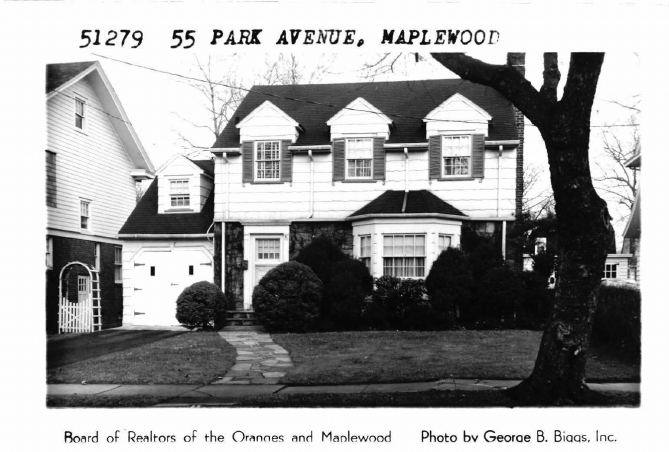 51279 55 PARK AVENUE, MAPLEWOOD
Board of Realtors of the Oranges and Maplewood Photo by George B. Biggs, Inc.